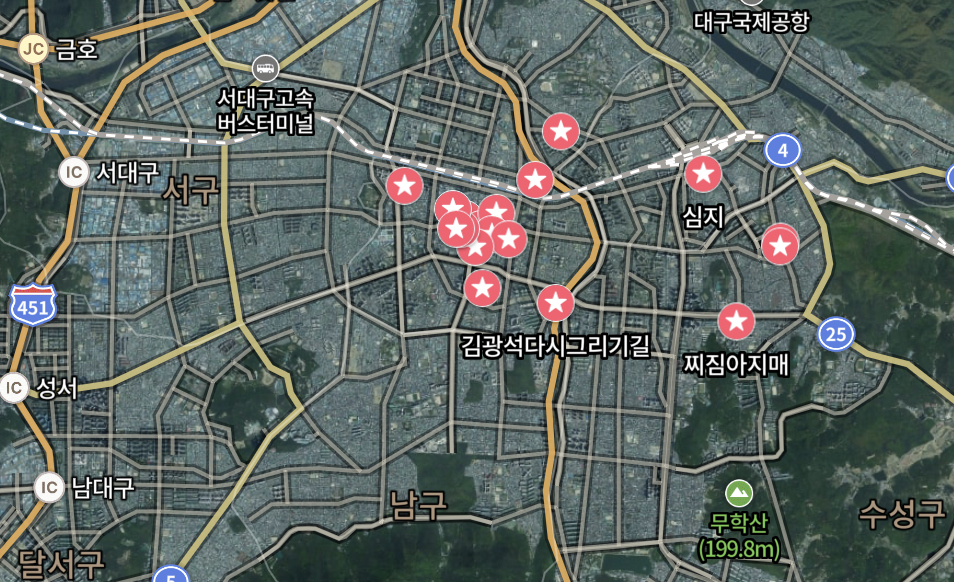 대구국제공항
JC
금호
서대구고속
버스터미널
4
IC
서대구
서구
심지
451
25
김광석다시그리기길
찌짐아지매
IC
성서
IC
남대구
남구
무학산
(199.8m)
수성구
달서구
5